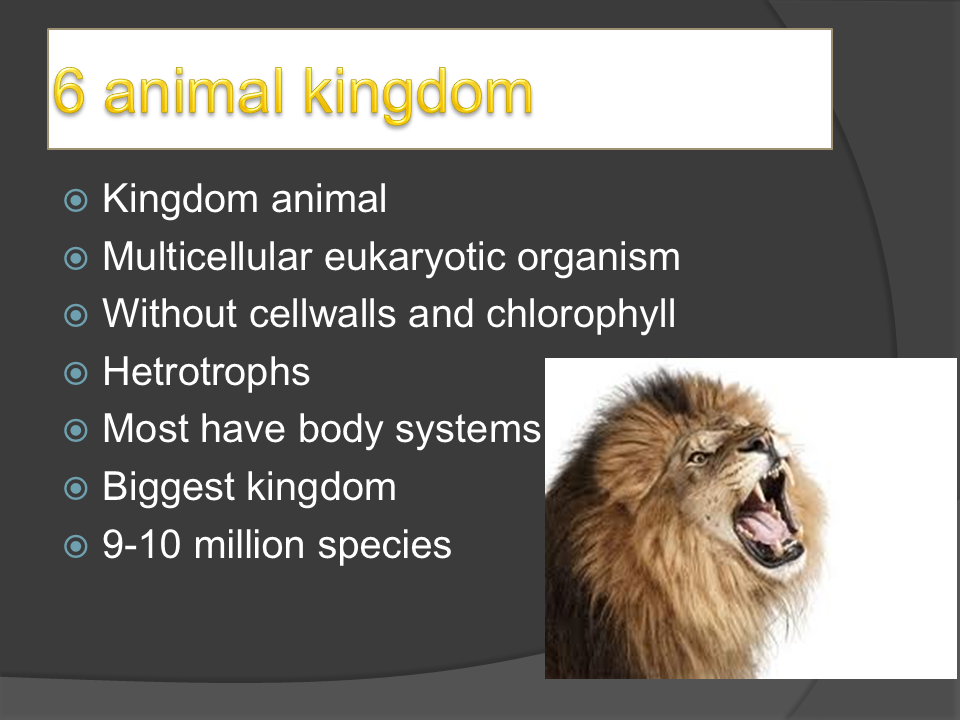 6 animal kingdom
Kingdom animal
Multicellular eukaryotic organism
Without cellwalls and chlorophyll
Hetrotrophs
Most have body systems
Biggest kingdom
9-10 million species